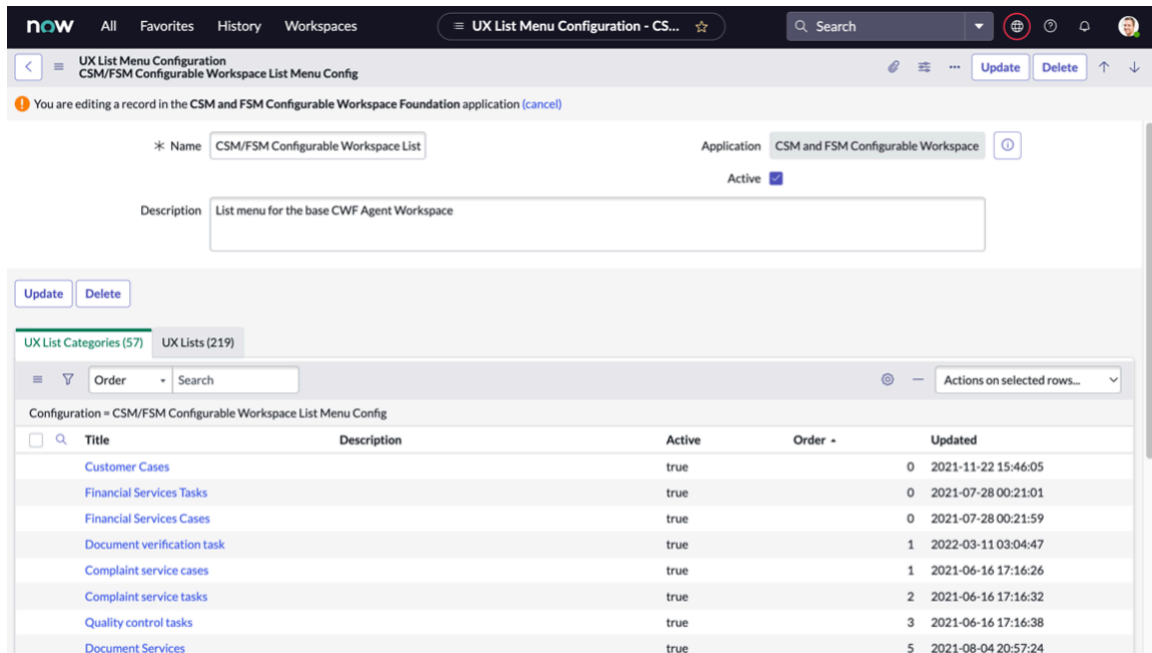 now All Favorites History Workspaces UX List Menu Configuration - CS... Search
UX List Menu Configuration
CSM/FSM Configurable Workspace List Menu Config
Update Delete
You are editing a record in the CSM and FSM Configurable Workspace Foundation application (cancel)
Name CSM/FSM Configurable Workspace List
Application CSM and FSM Configurable Workspace
Active
Description List menu for the base CWF Agent Workspace
Update Delete
UX List Categories (57) UX Lists (219)
Order Search Actions on selected rows...
Configuration = CSM/FSM Configurable Workspace List Menu Config
Title Description Active Order Updated
Customer Cases true 0 2021-11-22 15:46:05
Financial Services Tasks true 0 2021-07-28 00:21:01
Financial Services Cases true 0 2021-07-28 00:21:59
Document verification task true 1 2022-03-11 03:04:47
Complaint service cases true 1 2021-06-16 17:16:26
Complaint service tasks true 2 2021-06-16 17:16:32
Quality control tasks true 3 2021-06-16 17:16:38
Document Services true 5 2021-08-04 20:57:24